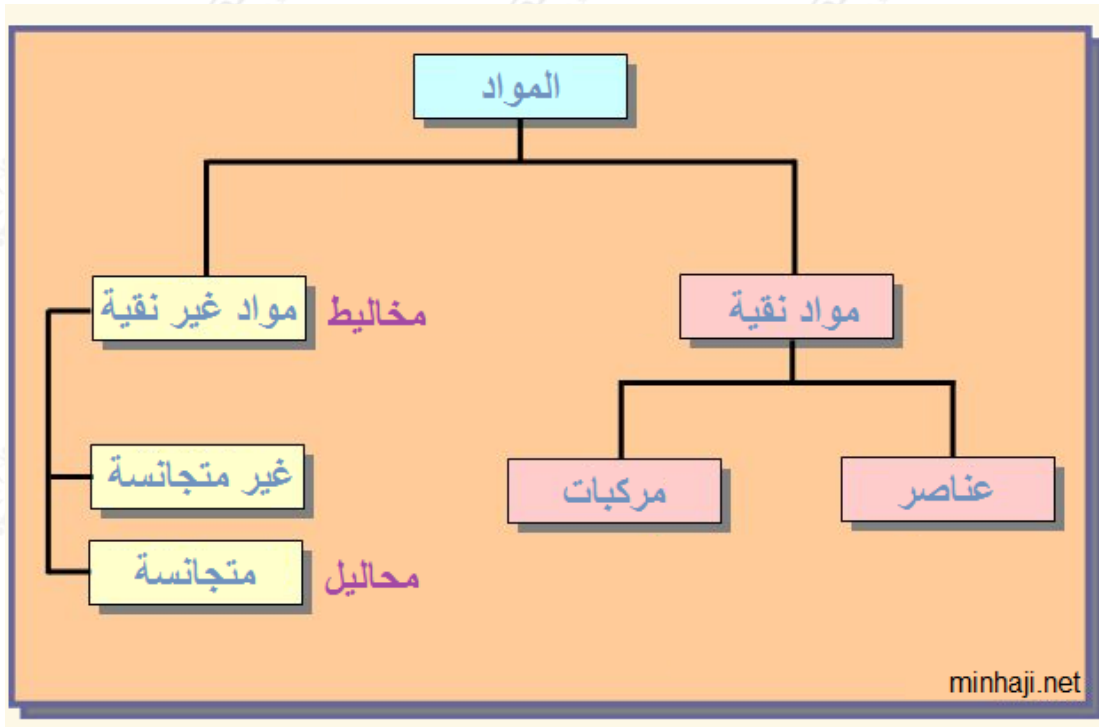 المواد
مواد نقية
مواد غير نقية
مخاليط
عناصر
مركبات
غير متجانسة
متجانسة
محاليل
minhaji.net